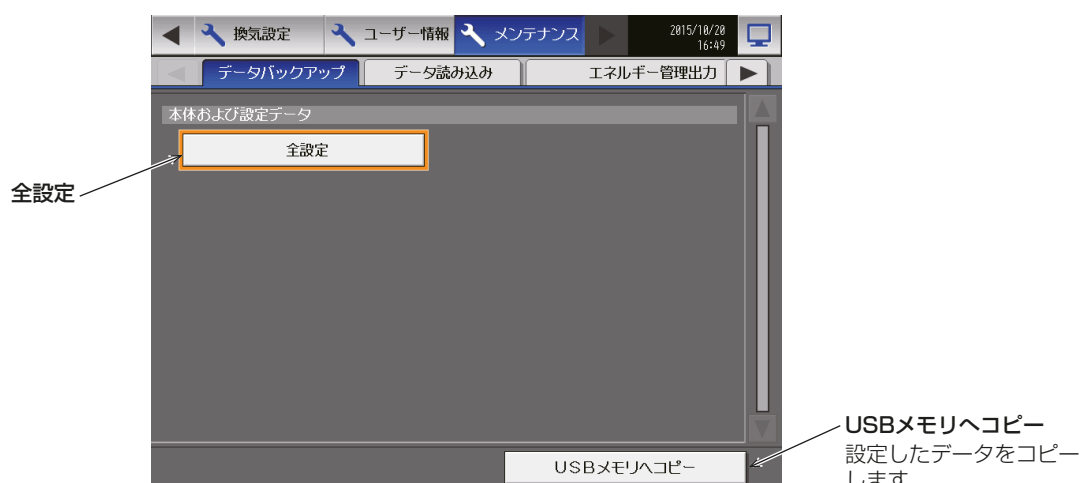 換気設定 ユーザー情報 メンテナンス 2015/10/20
16:49
データバックアップ データ読み込み エネルギー管理出力
本体および設定データ
全設定
全設定
USBメモリへコピー
設定したデータをコピー
します
USBメモリへコピー